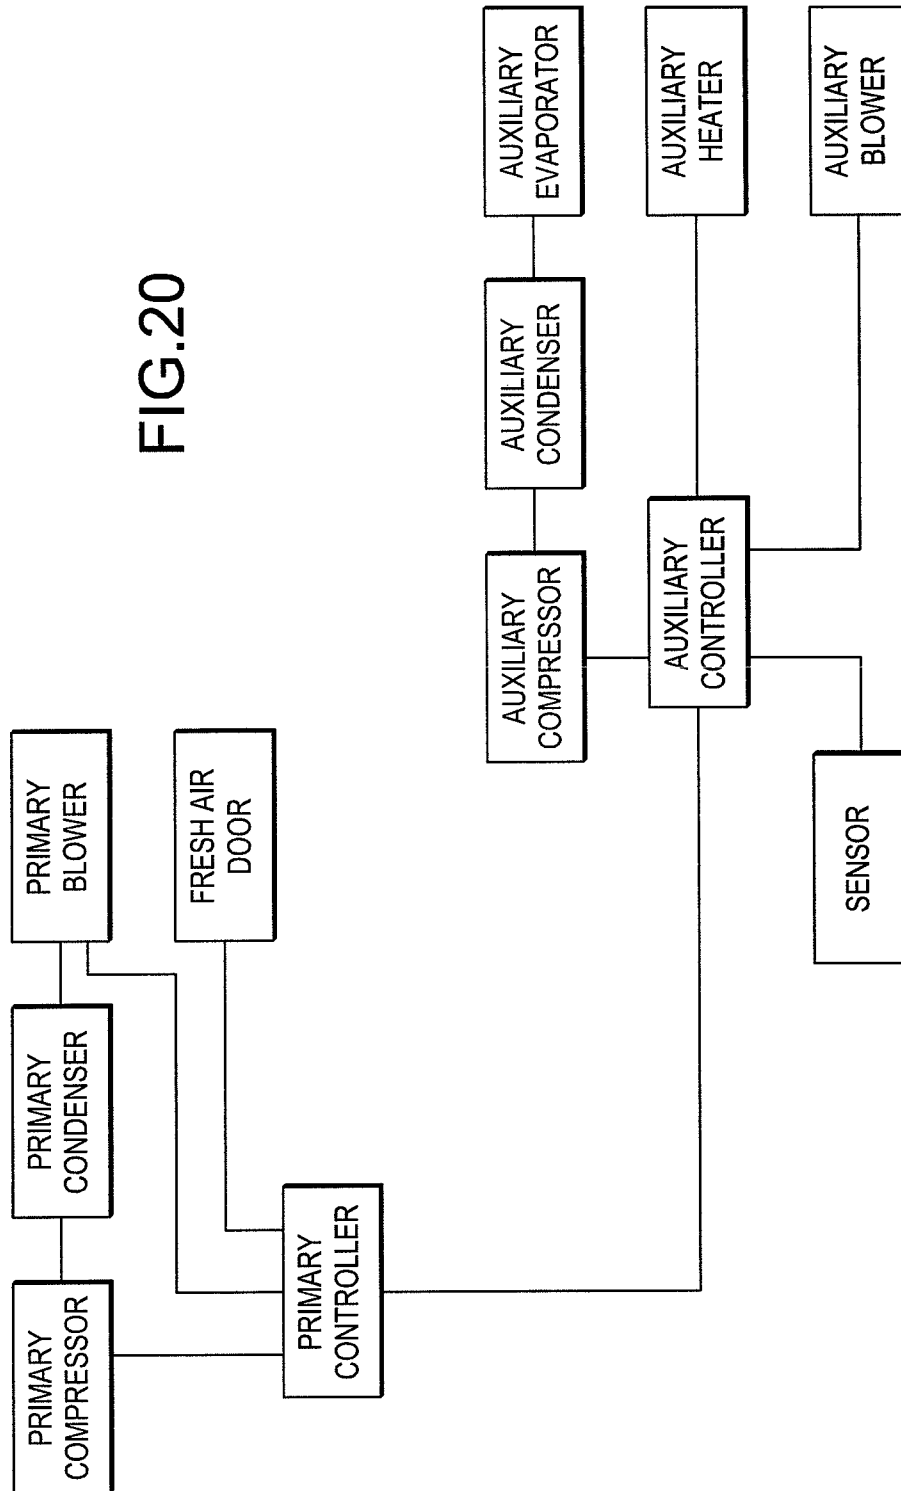 FIG.20
PRIMARY
COMPRESSOR
PRIMARY
CONDENSER
PRIMARY
BLOWER
FRESH AIR
DOOR
PRIMARY
CONTROLLER
AUXILIARY
COMPRESSOR
AUXILIARY
CONDENSER
AUXILIARY
EVAPORATOR
AUXILIARY
CONTROLLER
AUXILIARY
HEATER
SENSOR
AUXILIARY
BLOWER